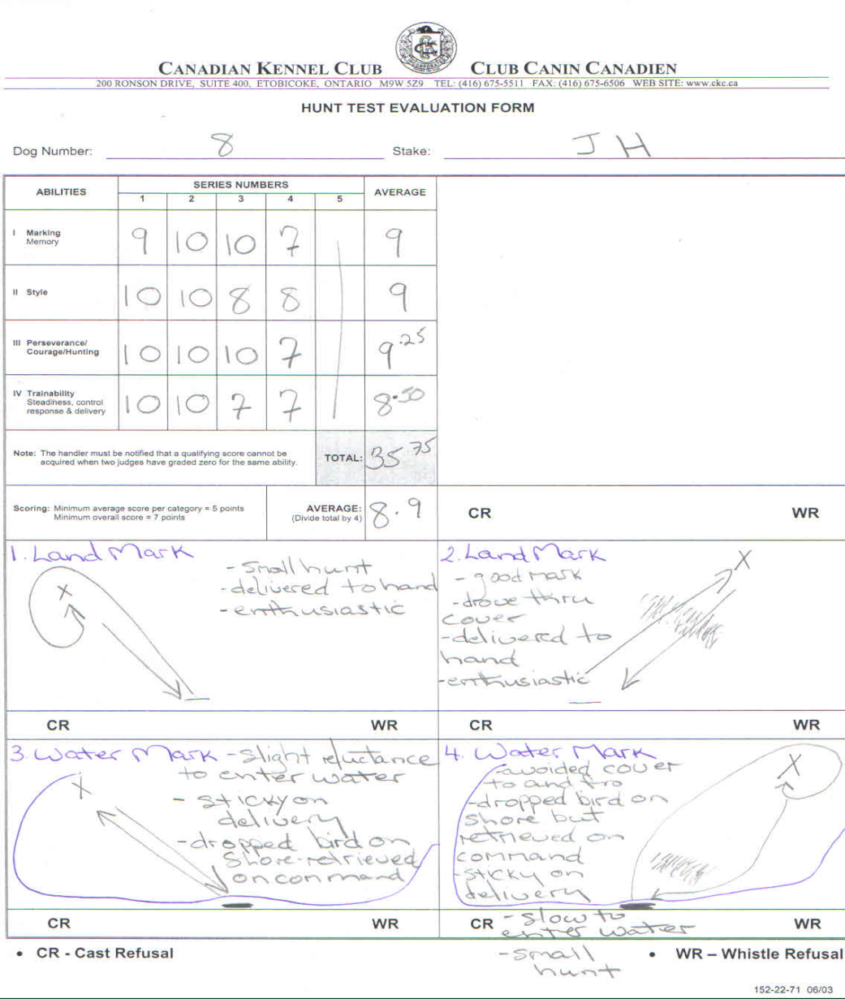 CANADIAN KENNEL CLUB CLUB CANIN CANADIEN
200 RONSON DRIVE, SUITE 400, ETOBICOKE, ONTARIO M9W 5Z9 TEL: (416) 675-5511 FAX: (416) 675-6506 WEB SITE: www.ckc.ca
HUNT TEST EVALUATION FORM
Dog Number: 8 Stake: JH
ABILITIES SERIES NUMBERS AVERAGE
1 2 3 4 5
I Marking
Memory
9 10 10 7 9
II Style 10 10 8 8 9
III Perseverance/
Courage/Hunting
10 10 10 7 9.25
IV Trainability
Steadiness, control
response & delivery
10 10 7 7 8.50
Note: The handler must be notified that a qualifying score cannot be
acquired when two judges have graded zero for the same ability.
TOTAL: 35.75
Scoring: Minimum average score per category = 5 points
Minimum overall score = 7 points
AVERAGE:
(Divide total by 4)
8.9
CR WR
1. Land Mark
- small hunt
- delivered to hand
- enthusiastic
X
CR WR
2. Land Mark
- good mark
- drove thru
cover
- delivered to
hand
- enthusiastic
X
CR WR
3. Water Mark - slight reluctance
to enter water
- sticky on
delivery
- dropped bird on
shore - retrieved
on command
X
CR WR
4. Water Mark
- avoided cover
to and fro
- dropped bird on
shore but
retrieved on
command
- sticky on
delivery
- slow to
enter water
- small
hunt
X
CR WR
• CR - Cast Refusal • WR – Whistle Refusal
152-22-71 06/03